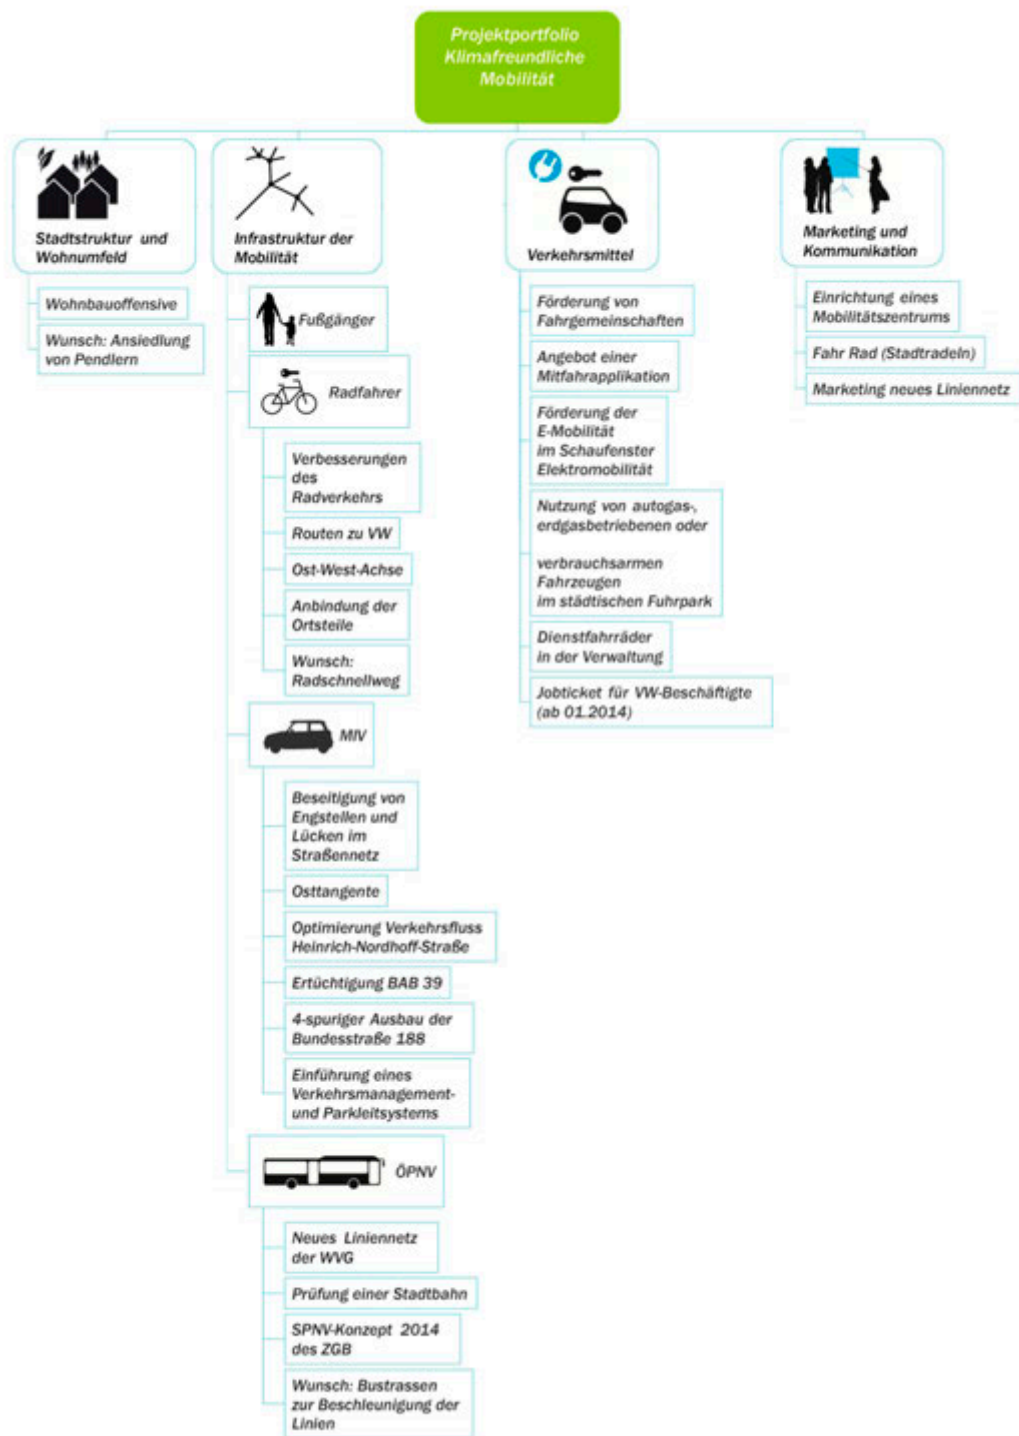 Projektportfolio
Klimafreundliche
Mobilität
Stadtstruktur und
Wohnumfeld
Wohnbauoffensive
Wunsch: Ansiedlung
von Pendlern
Infrastruktur der
Mobilität
Fußgänger
Radfahrer
Verbesserungen
des
Radverkehrs
Routen zu VW
Ost-West-Achse
Anbindung der
Ortsteile
Wunsch:
Radschnellweg
MIV
Beseitigung von
Engstellen und
Lücken im
Straßennetz
Osttangente
Optimierung Verkehrsfluss
Heinrich-Nordhoff-Straße
Ertüchtigung BAB 39
4-spuriger Ausbau der
Bundesstraße 188
Einführung eines
Verkehrsmanagement-
und Parkleitsystems
ÖPNV
Neues Liniennetz
der WVG
Prüfung einer Stadtbahn
SPNV-Konzept 2014
des ZGB
Wunsch: Bustrassen
zur Beschleunigung der
Linien
Verkehrsmittel
Förderung von
Fahrgemeinschaften
Angebot einer
Mitfahrapplikation
Förderung der
E-Mobilität
im Schaufenster
Elektromobilität
Nutzung von autogas-,
erdgasbetriebenen oder
verbrauchsarmen
Fahrzeugen
im städtischen Fuhrpark
Dienstfahrräder
in der Verwaltung
Jobticket für VW-Beschäftigte
(ab 01.2014)
Marketing und
Kommunikation
Einrichtung eines
Mobilitätszentrums
Fahr Rad (Stadtradeln)
Marketing neues Liniennetz